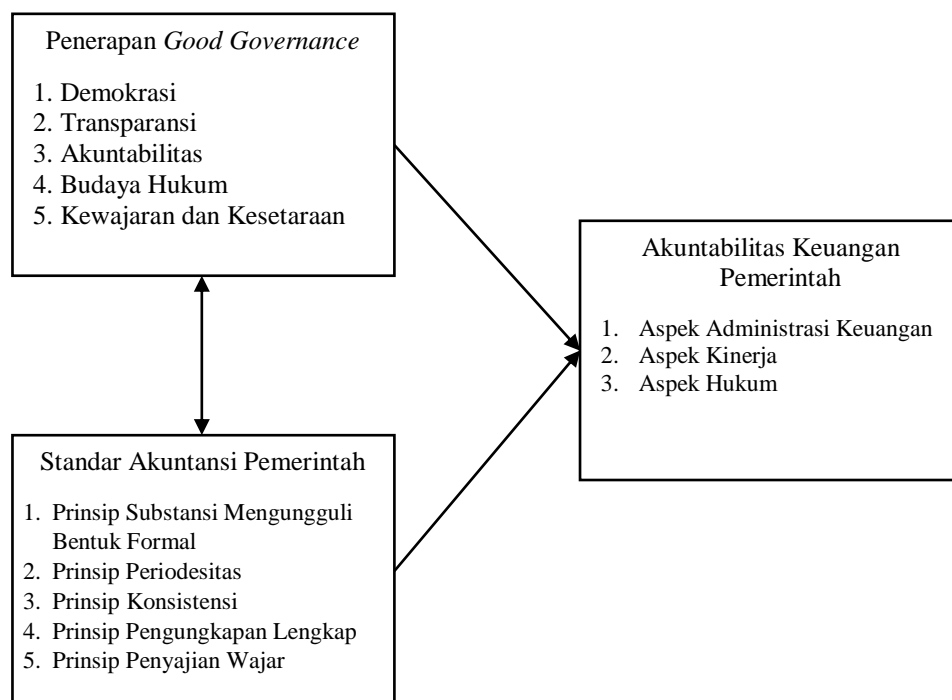 Penerapan Good Governance
1. Demokrasi
2. Transparansi
3. Akuntabilitas
4. Budaya Hukum
5. Kewajaran dan Kesetaraan
Akuntabilitas Keuangan
Pemerintah
1. Aspek Administrasi Keuangan
2. Aspek Kinerja
3. Aspek Hukum
Standar Akuntansi Pemerintah
1. Prinsip Substansi Mengungguli
Bentuk Formal
2. Prinsip Periodesitas
3. Prinsip Konsistensi
4. Prinsip Pengungkapan Lengkap
5. Prinsip Penyajian Wajar